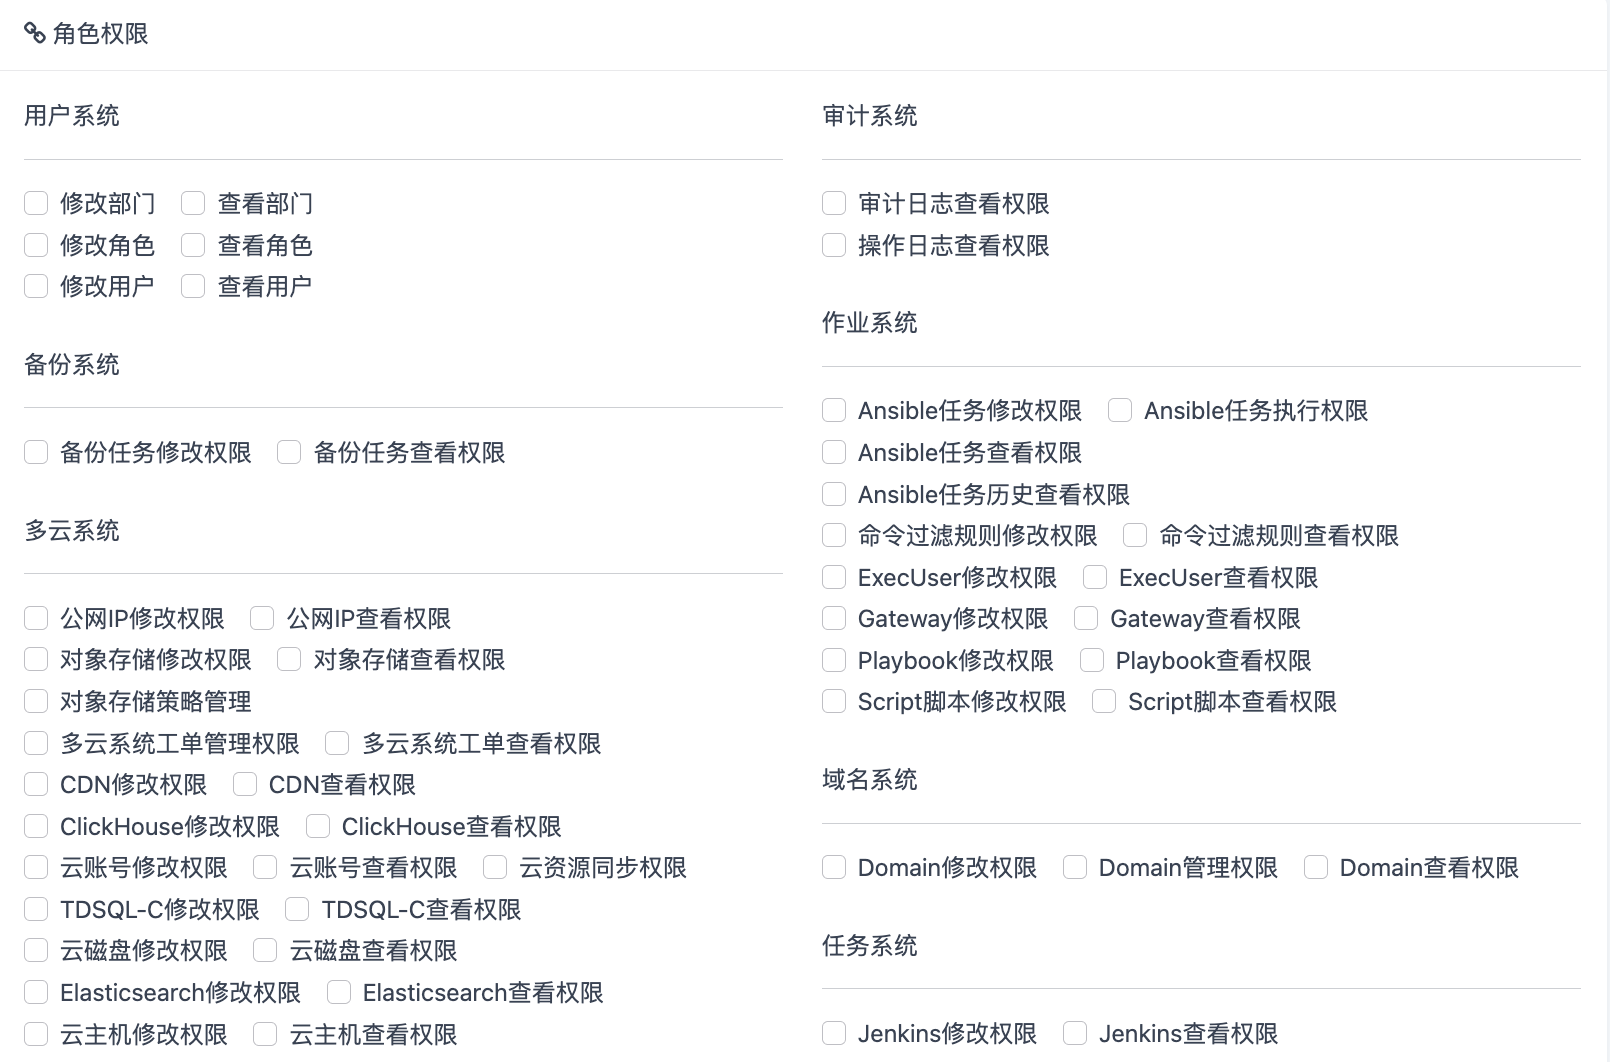 角色权限
用户系统
修改部门 查看部门
修改角色 查看角色
修改用户 查看用户
备份系统
备份任务修改权限 备份任务查看权限
多云系统
公网IP修改权限 公网IP查看权限
对象存储修改权限 对象存储查看权限
对象存储策略管理
多云系统工单管理权限 多云系统工单查看权限
CDN修改权限 CDN查看权限
ClickHouse修改权限 ClickHouse查看权限
云账号修改权限 云账号查看权限 云资源同步权限
TDSQL-C修改权限 TDSQL-C查看权限
云磁盘修改权限 云磁盘查看权限
Elasticsearch修改权限 Elasticsearch查看权限
云主机修改权限 云主机查看权限
审计系统
审计日志查看权限
操作日志查看权限
作业系统
Ansible任务修改权限 Ansible任务执行权限
Ansible任务查看权限
Ansible任务历史查看权限
命令过滤规则修改权限 命令过滤规则查看权限
ExecUser修改权限 ExecUser查看权限
Gateway修改权限 Gateway查看权限
Playbook修改权限 Playbook查看权限
Script脚本修改权限 Script脚本查看权限
域名系统
Domain修改权限 Domain管理权限 Domain查看权限
任务系统
Jenkins修改权限 Jenkins查看权限